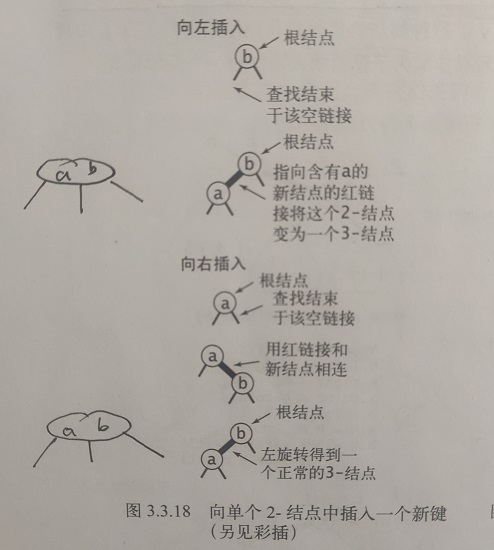 向左插入
b
根结点
查找结束
于该空链接
根结点
b
a
指向含有a的
新结点的红链
接将这个2-结点
变为一个3-结点
a b
向右插入
根结点
a
查找结束
于该空链接
a
b
用红链接和
新结点相连
根结点
b
a
左旋转得到一
个正常的3-结点
a b
图 3.3.18 向单个 2- 结点中插入一个新键
（另见彩插）